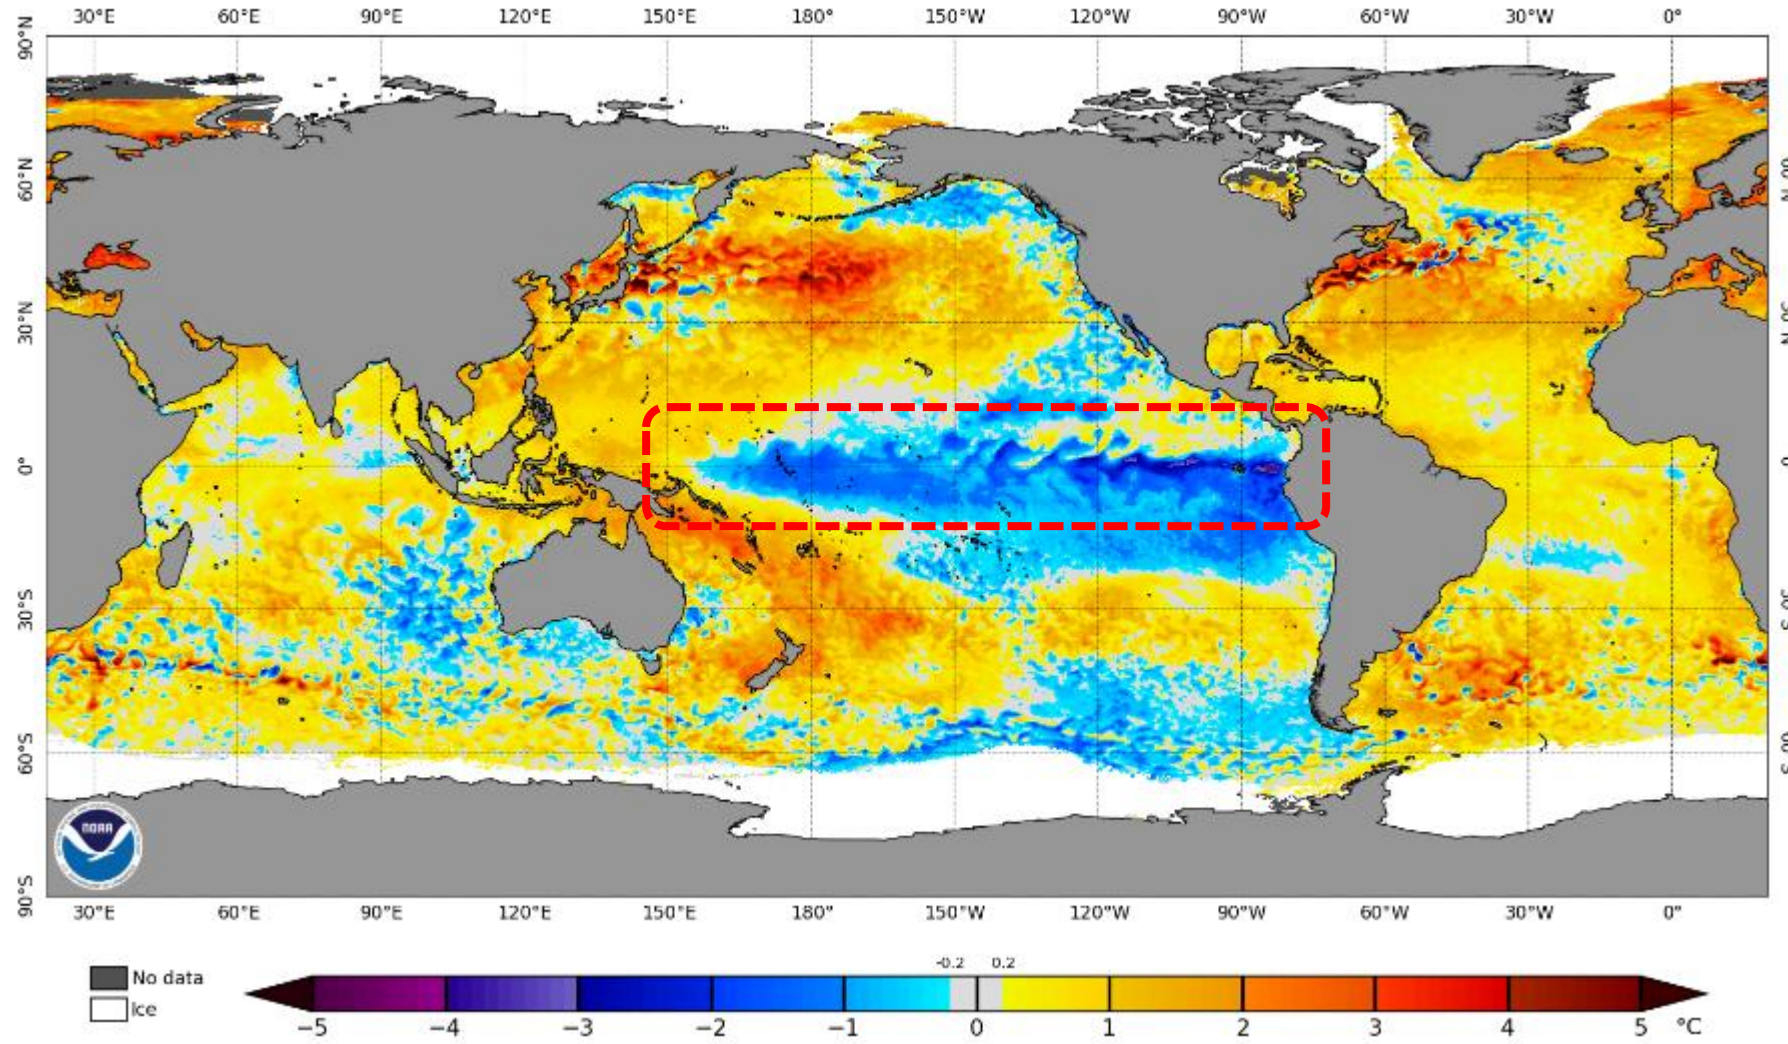 30°E 60°E 90°E 120°E 150°E 180° 150°W 120°W 90°W 60°W 30°W 0°
90°N
60°N
30°N
0°
30°S
60°S
90°S
NOAA
30°E 60°E 90°E 120°E 150°E 180° 150°W 120°W 90°W 60°W 30°W 0°
-0.2 0.2
No data
Ice
−5 −4 −3 −2 −1 0 1 2 3 4 5 °C